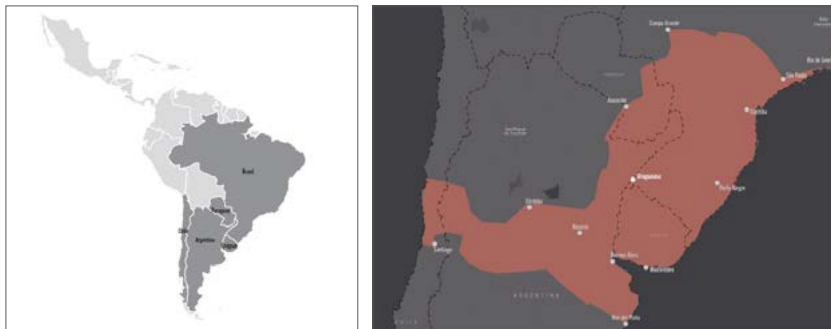 Brasil
Paraguay
Chile
Argentina
Uruguay
Campo Grande
Rio de Janeiro
São Paulo
Asunción
Curitiba
Uruguaiana
Porto Alegre
Córdoba
Rosario
Santiago
Buenos Aires
Montevideo
ARGENTINA
Mar del Plata
CHILE